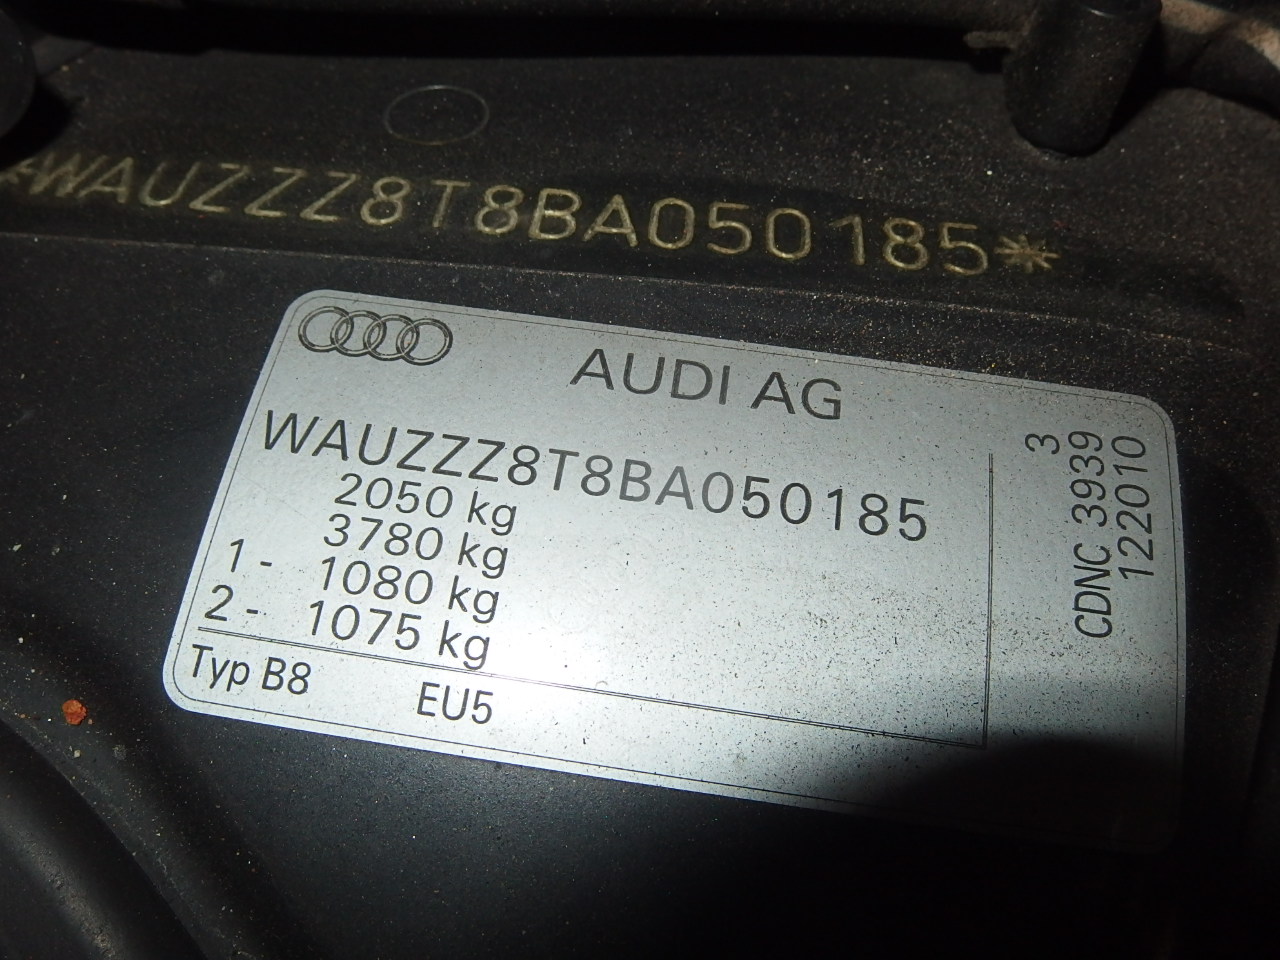 *WAUZZZ8T8BA050185*
AUDI AG
WAUZZZ8T8BA050185
2050 kg
3780 kg
1 - 1080 kg
2 - 1075 kg
Typ B8 EU5
3
CDNC 3939
122010